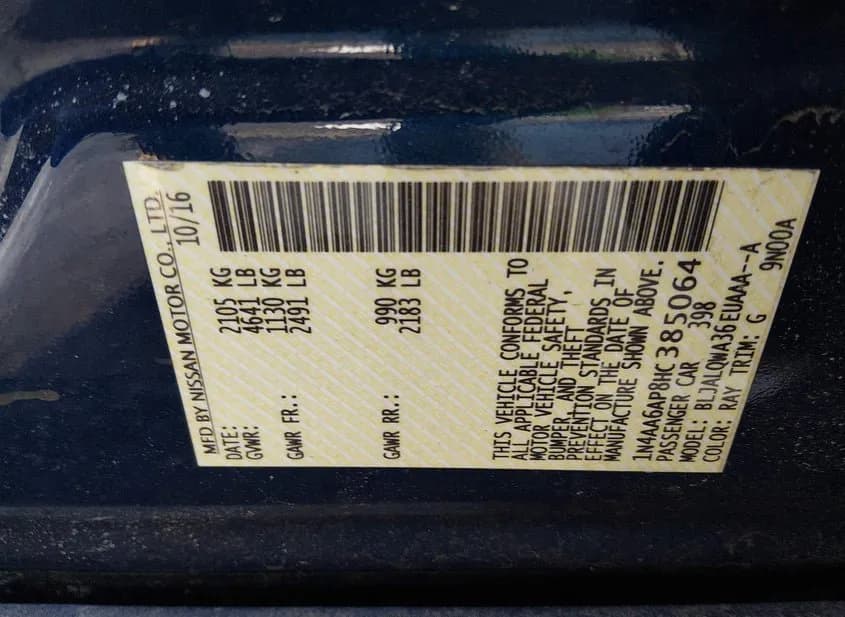 MFD BY NISSAN MOTOR CO., LTD.
DATE: 10/16
GVWR: 2105 KG
4641 LB
GAWR FR.: 1130 KG
2491 LB
GAWR RR.: 990 KG
2183 LB
THIS VEHICLE CONFORMS TO
ALL APPLICABLE FEDERAL
MOTOR VEHICLE SAFETY,
BUMPER, AND THEFT
PREVENTION STANDARDS IN
EFFECT ON THE DATE OF
MANUFACTURE SHOWN ABOVE.
1N4AA6AP8HC385064
PASSENGER CAR 398
MODEL: BLJALQWA36EUAAA--A
COLOR: RAY TRIM: G 9NOOA